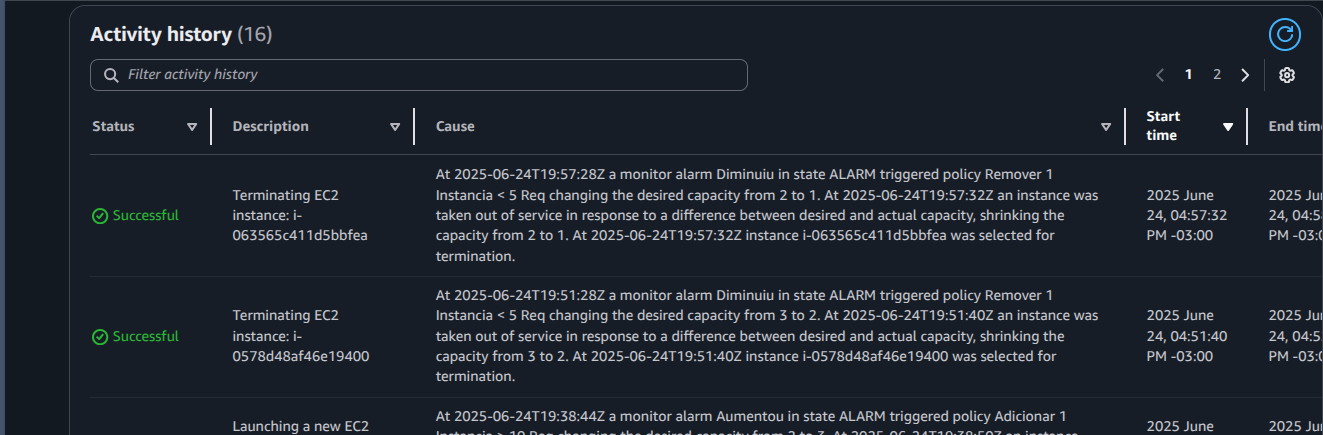 Activity history (16)
Filter activity history
1 2
Status Description Cause Start time End time
Successful
Terminating EC2
instance: i-
063565c411d5bbfea
At 2025-06-24T19:57:28Z a monitor alarm Diminuiu in state ALARM triggered policy Remover 1
Instancia < 5 Req changing the desired capacity from 2 to 1. At 2025-06-24T19:57:32Z an instance was
taken out of service in response to a difference between desired and actual capacity, shrinking the
capacity from 2 to 1. At 2025-06-24T19:57:32Z instance i-063565c411d5bbfea was selected for
termination.
2025 June
24, 04:57:32
PM -03:00
2025 Ju
24, 04:5
PM -03:0
Successful
Terminating EC2
instance: i-
0578d48af46e19400
At 2025-06-24T19:51:28Z a monitor alarm Diminuiu in state ALARM triggered policy Remover 1
Instancia < 5 Req changing the desired capacity from 3 to 2. At 2025-06-24T19:51:40Z an instance was
taken out of service in response to a difference between desired and actual capacity, shrinking the
capacity from 3 to 2. At 2025-06-24T19:51:40Z instance i-0578d48af46e19400 was selected for
termination.
2025 June
24, 04:51:40
PM -03:00
2025 Ju
24, 04:5
PM -03:0
Launching a new EC2
At 2025-06-24T19:38:44Z a monitor alarm Aumentou in state ALARM triggered policy Adicionar 1
2025 June
2025 Ju